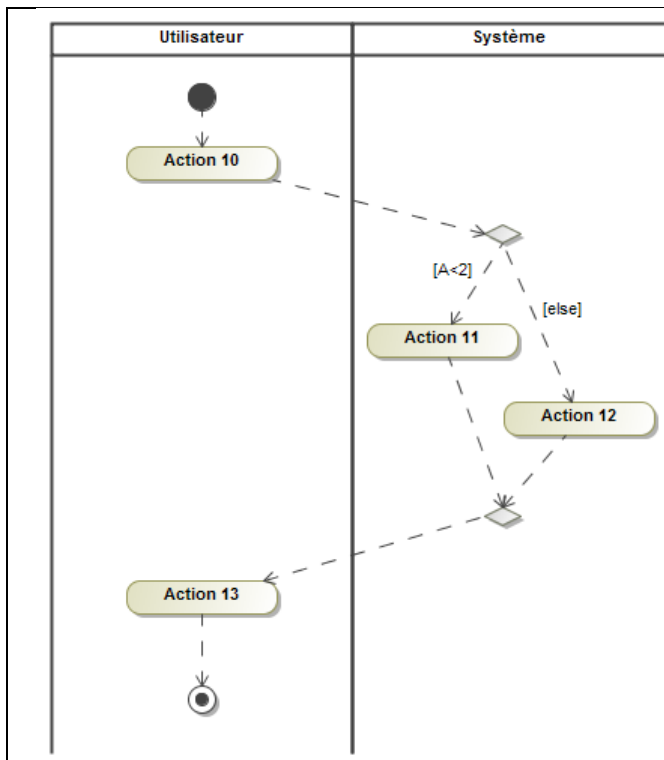 Utilisateur
Système
Action 10
[A<2]
[else]
Action 11
Action 12
Action 13